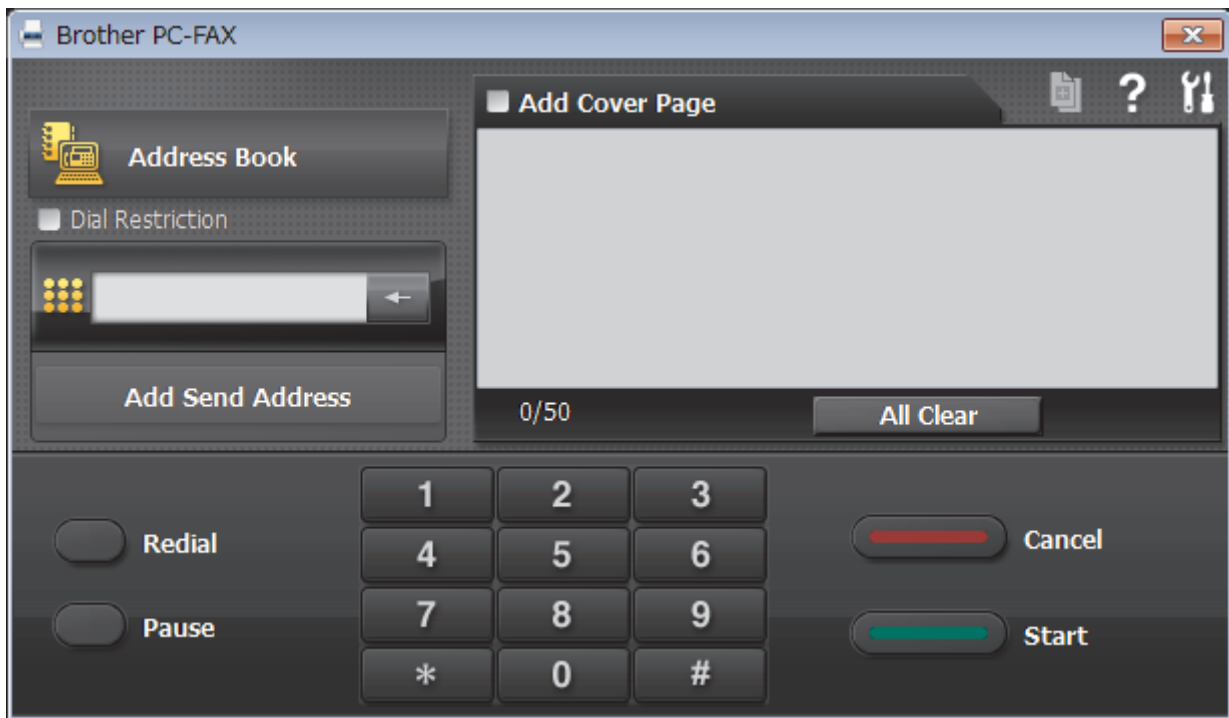 Brother PC-FAX
Add Cover Page
?
Address Book
Dial Restriction
Add Send Address
0/50
All Clear
1 2 3
Redial
4 5 6
Cancel
7 8 9
Pause
Start
* 0 #